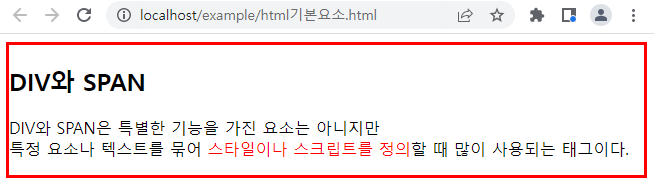 localhost/example/html기본요소.html
DIV와 SPAN
DIV와 SPAN은 특별한 기능을 가진 요소는 아니지만
특정 요소나 텍스트를 묶어 스타일이나 스크립트를 정의할 때 많이 사용되는 태그이다.